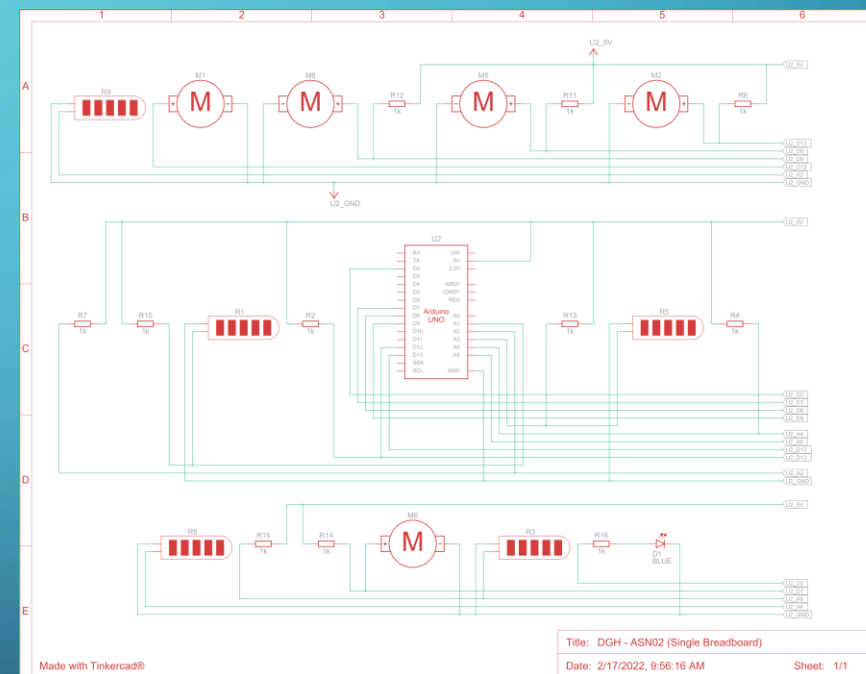 1 2 3 4 5 6
A
B
C
D
E
U2_5V
R9
M1
M
M8
M
R12
1k
M5
M
R11
1k
M2
M
R8
1k
U2_5V
U2_D13
U2_D8
U2_D9
U2_D12
U2_A2
U2_GND
U2_GND
U2_5V
R7
1k
R10
1k
R1
R2
1k
U2
Arduino
UNO
RX
TX
D2
D3
D4
D5
D6
D7
D8
D9
D10
D11
D12
D13
SDA
SCL
VIN
5V
3.3V
AREF
IOREF
RES
A0
A1
A2
A3
A4
A5
GND
R13
1k
R5
R4
1k
U2_D2
U2_D7
U2_D8
U2_D9
U2_A4
U2_A5
U2_D13
U2_D12
U2_A2
U2_GND
U2_5V
R6
R15
1k
R14
1k
M6
M
R3
R16
1k
D1
BLUE
U2_D2
U2_D7
U2_A5
U2_A4
U2_GND
Title: DGH - ASN02 (Single Breadboard)
Made with Tinkercad®
Date: 2/17/2022, 9:56:16 AM Sheet: 1/1